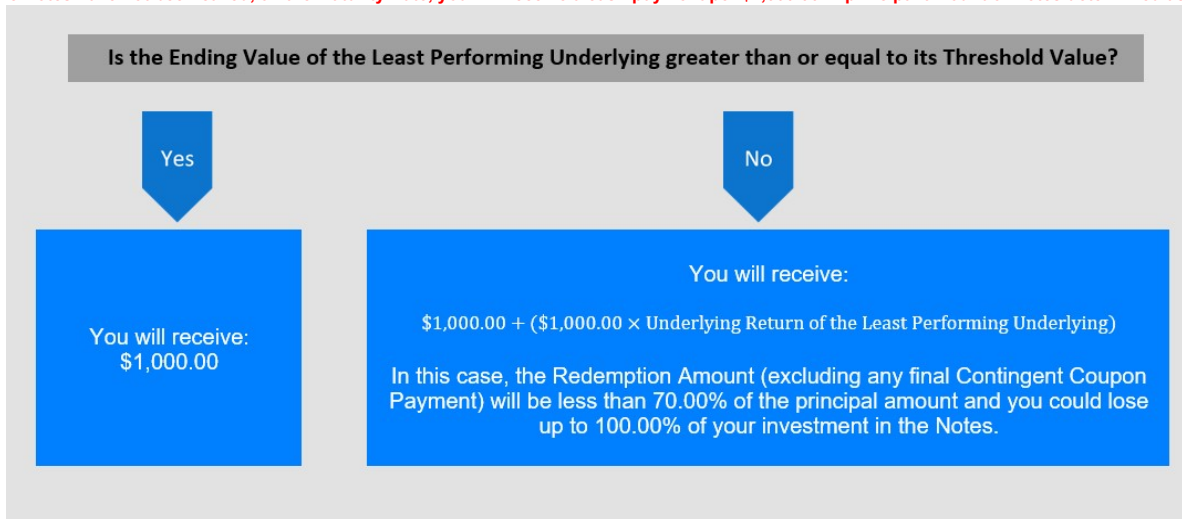 Is the Ending Value of the Least Performing Underlying greater than or equal to its Threshold Value?
Yes
No
You will receive:
$1,000.00
You will receive:
$1,000.00 + ($1,000.00 × Underlying Return of the Least Performing Underlying)
In this case, the Redemption Amount (excluding any final Contingent Coupon
Payment) will be less than 70.00% of the principal amount and you could lose
up to 100.00% of your investment in the Notes.